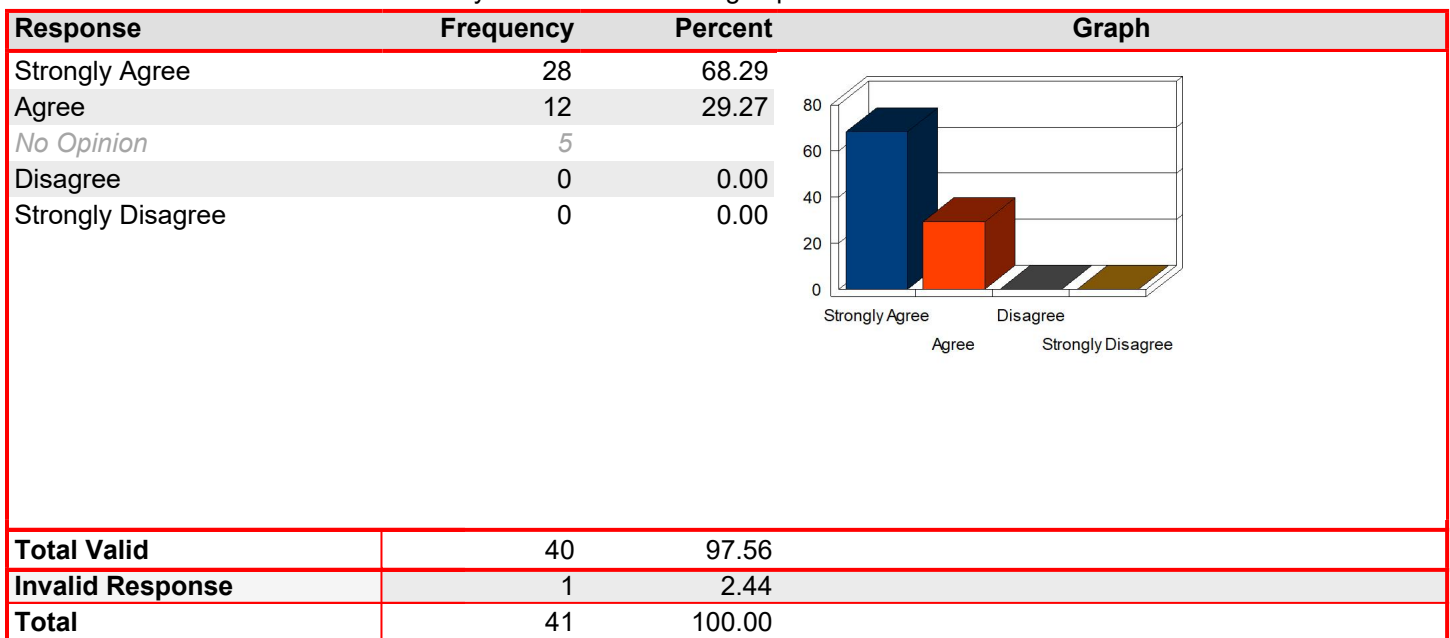 Response Frequency Percent Graph
Strongly Agree 28 68.29
Agree 12 29.27
No Opinion 5
Disagree 0 0.00
Strongly Disagree 0 0.00
80
60
40
20
0
Strongly Agree Disagree
Agree Strongly Disagree
Total Valid 40 97.56
Invalid Response 1 2.44
Total 41 100.00